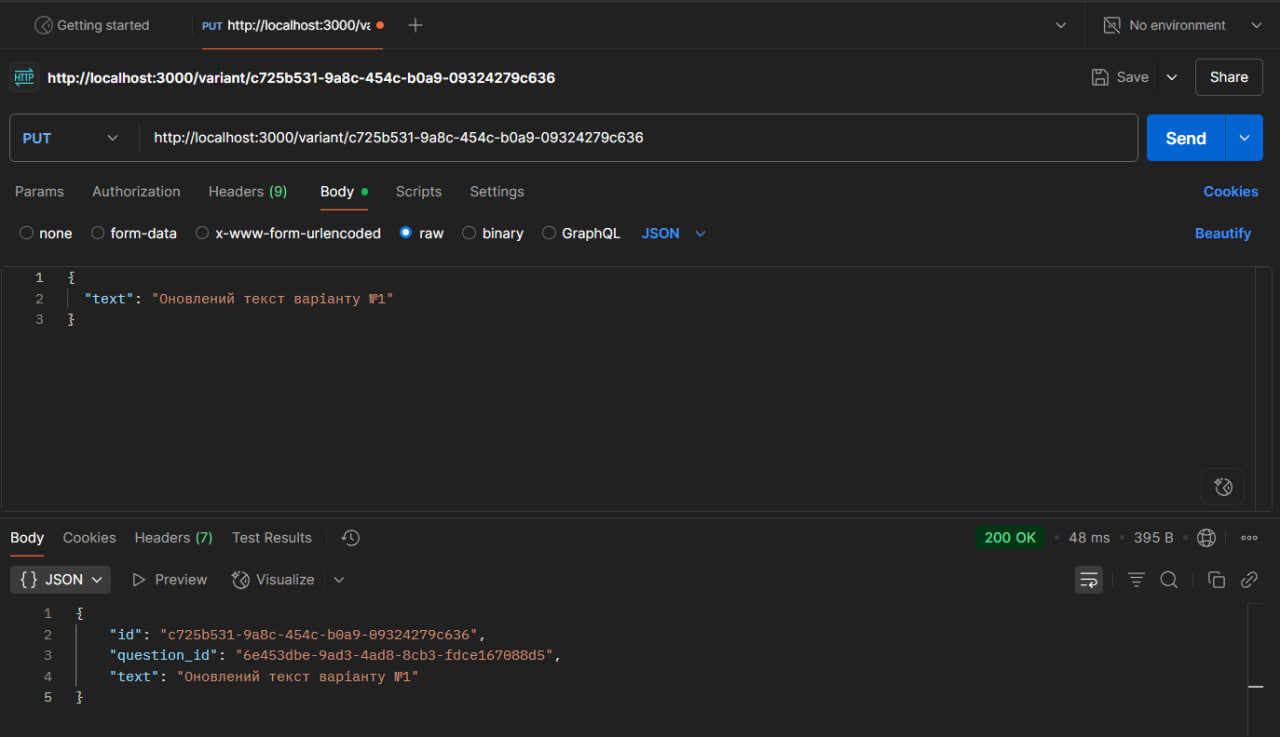 Getting started
PUT http://localhost:3000/va
No environment
HTTP http://localhost:3000/variant/c725b531-9a8c-454c-b0a9-09324279c636
Save
Share
PUT http://localhost:3000/variant/c725b531-9a8c-454c-b0a9-09324279c636
Send
Params Authorization Headers (9) Body Scripts Settings Cookies
none form-data x-www-form-urlencoded raw binary GraphQL JSON Beautify
1 {
2 "text": "Оновлений текст варіанту №1"
3 }
Body Cookies Headers (7) Test Results 200 OK • 48 ms • 395 B •
{} JSON Preview Visualize
1 {
2 "id": "c725b531-9a8c-454c-b0a9-09324279c636",
3 "question_id": "6e453dbe-9ad3-4ad8-8cb3-fdce167088d5",
4 "text": "Оновлений текст варіанту №1"
5 }